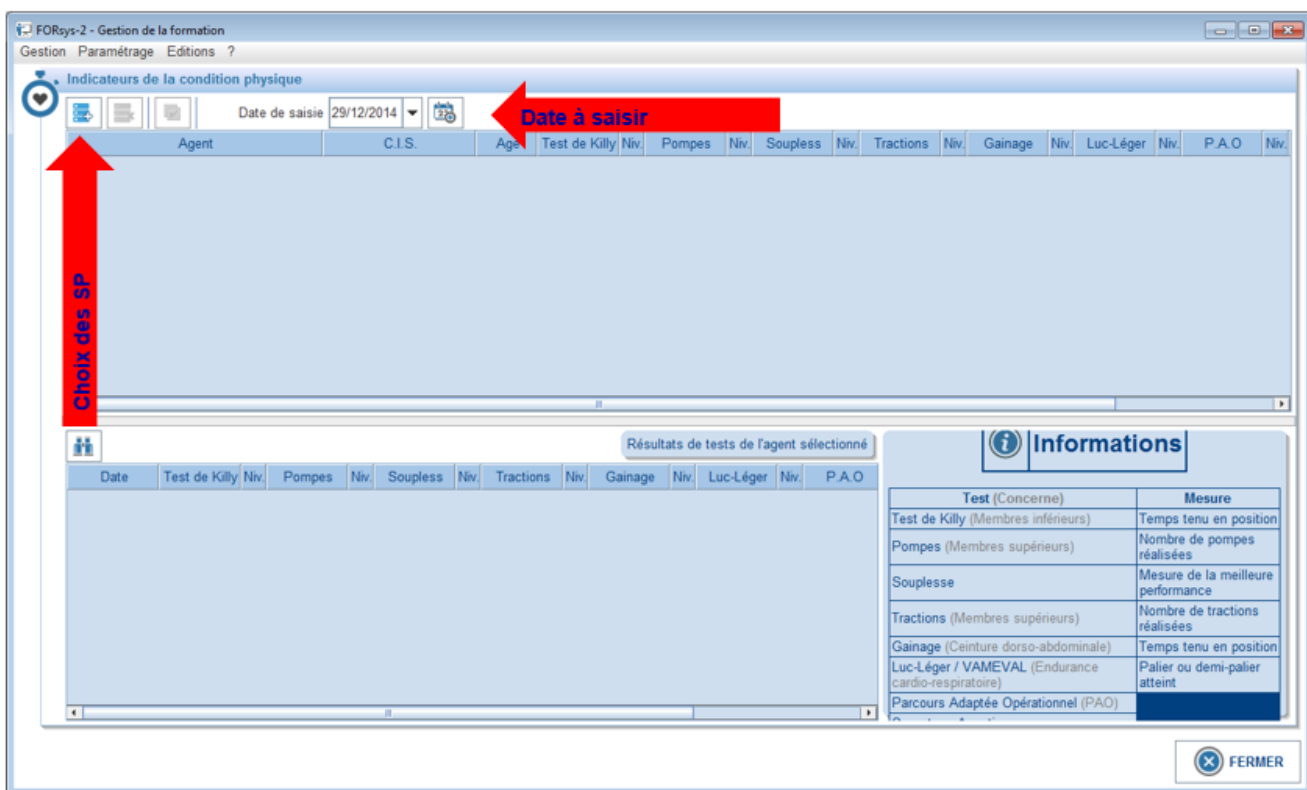 FORsys-2 - Gestion de la formation
Gestion Paramétrage Editions ?
Indicateurs de la condition physique
Date de saisie 29/12/2014
Date à saisir
Agent C.I.S. Age Test de Killy Niv. Pompes Niv. Soupless Niv. Tractions Niv. Gainage Niv. Luc-Léger Niv. P.A.O Niv.
Choix des SP
Résultats de tests de l'agent sélectionné
Date Test de Killy Niv. Pompes Niv. Soupless Niv. Tractions Niv. Gainage Niv. Luc-Léger Niv. P.A.O
Informations
Test (Concerne) Mesure
Test de Killy (Membres inférieurs) Temps tenu en position
Pompes (Membres supérieurs) Nombre de pompes
réalisées
Souplesse Mesure de la meilleure
performance
Tractions (Membres supérieurs) Nombre de tractions
réalisées
Gainage (Ceinture dorso-abdominale) Temps tenu en position
Luc-Léger / VAMEVAL (Endurance
cardio-respiratoire) Palier ou demi-palier
atteint
Parcours Adaptée Opérationnel (PAO)
FERMER